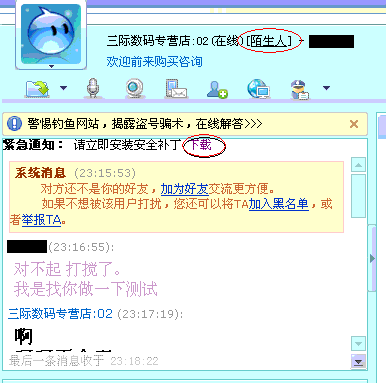 三际数码专营店:02(在线)[陌生人] -
欢迎前来购买咨询
警惕钓鱼网站，揭露盗号骗术，在线解答>>>
紧急通知： 请立即安装安全补丁 下载
系统消息 (23:15:53)
对方还不是你的好友，加为好友交流更方便。
如果不想被该用户打扰，您还可以将TA加入黑名单，或
者举报TA。
(23:16:55):
对不起 打搅了。
我是找你做一下测试
三际数码专营店:02 (23:17:19):
啊
最后一条消息收于 23:18:22